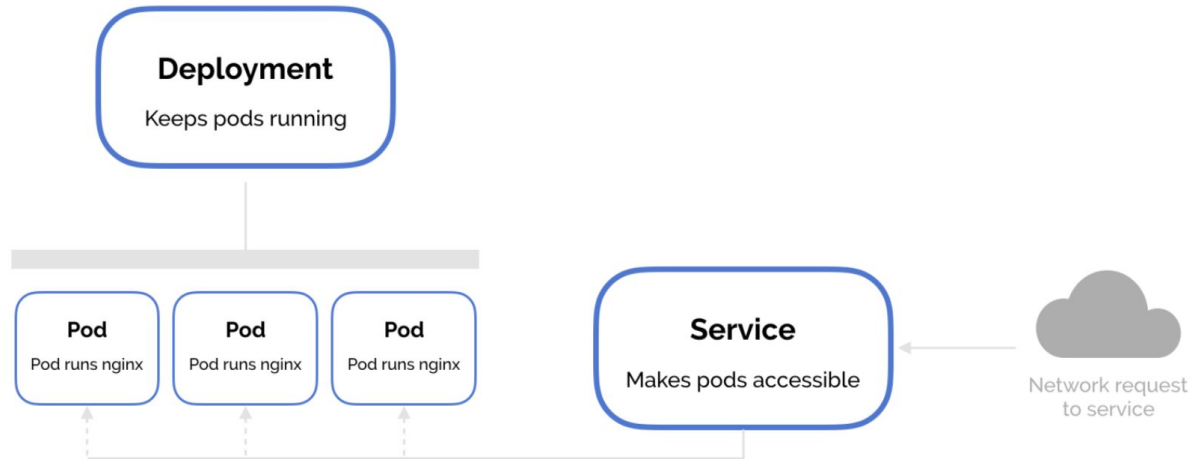 Deployment
Keeps pods running
Pod
Pod runs nginx
Pod
Pod runs nginx
Pod
Pod runs nginx
Service
Makes pods accessible
Network request
to service